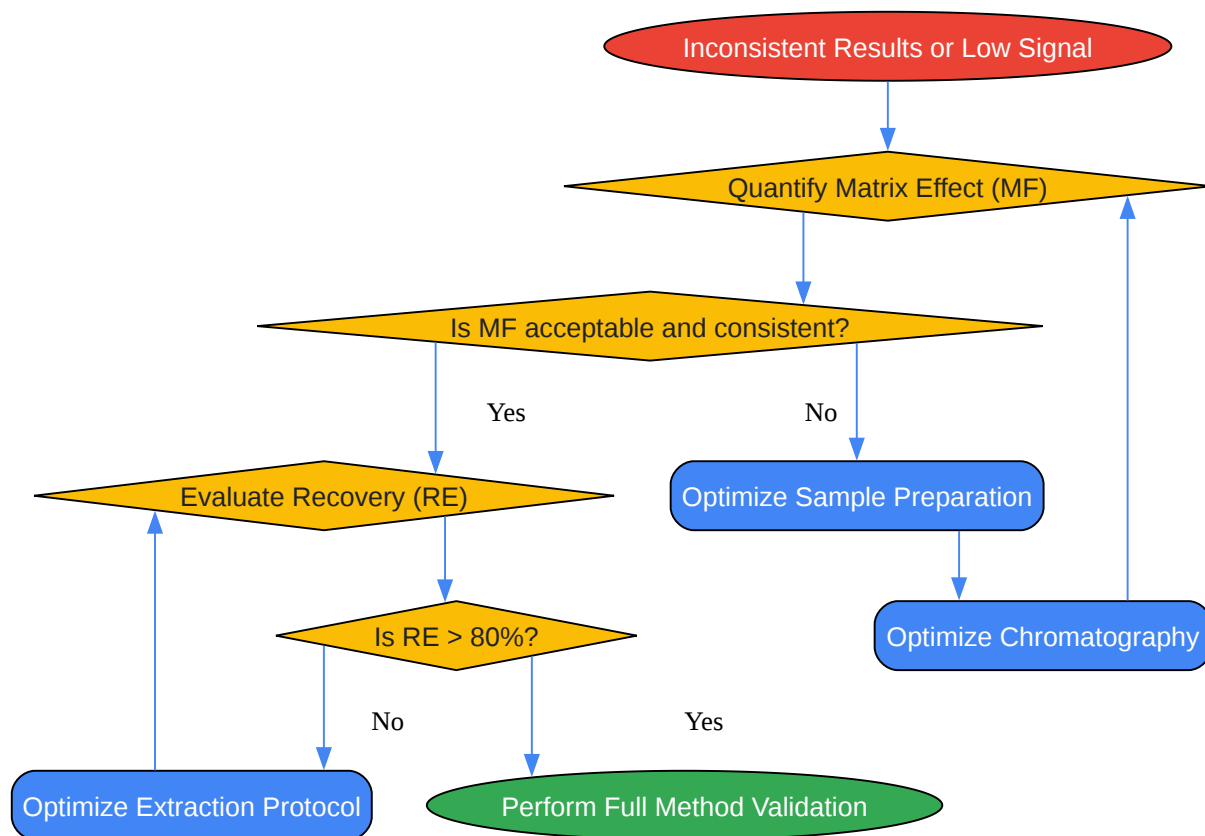 Inconsistent Results or Low Signal
Quantify Matrix Effect (MF)
Is MF acceptable and consistent?
Yes
No
Evaluate Recovery (RE)
Optimize Sample Preparation
Is RE > 80%?
Optimize Chromatography
No
Yes
Optimize Extraction Protocol
Perform Full Method Validation